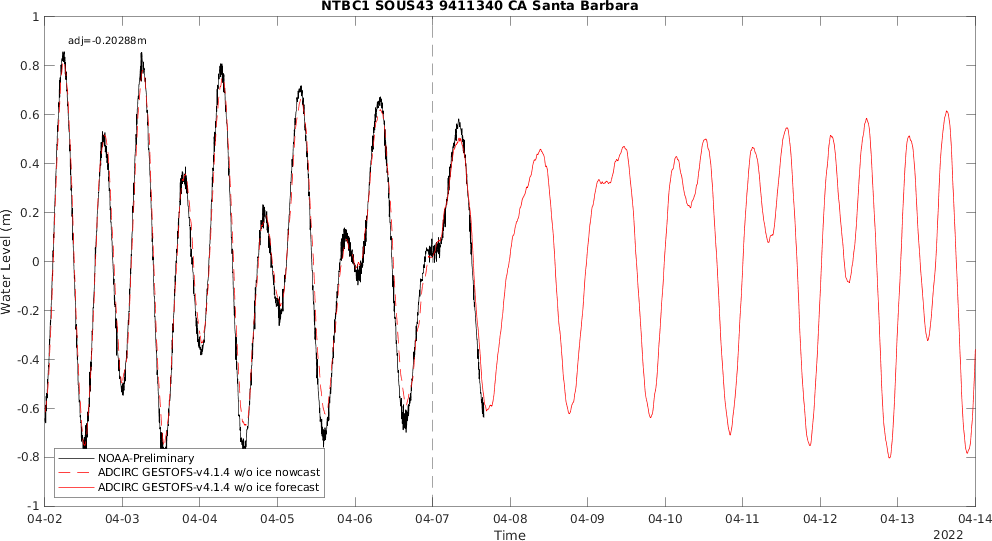 NTBC1 SOUS43 9411340 CA Santa Barbara
adj=-0.20288m
1
0.8
0.6
0.4
0.2
0
-0.2
-0.4
-0.6
-0.8
-1
Water Level (m)
NOAA-Preliminary
ADCIRC GESTOFS-v4.1.4 w/o ice nowcast
ADCIRC GESTOFS-v4.1.4 w/o ice forecast
04-02 04-03 04-04 04-05 04-06 04-07 04-08 04-09 04-10 04-11 04-12 04-13 04-14
Time
2022